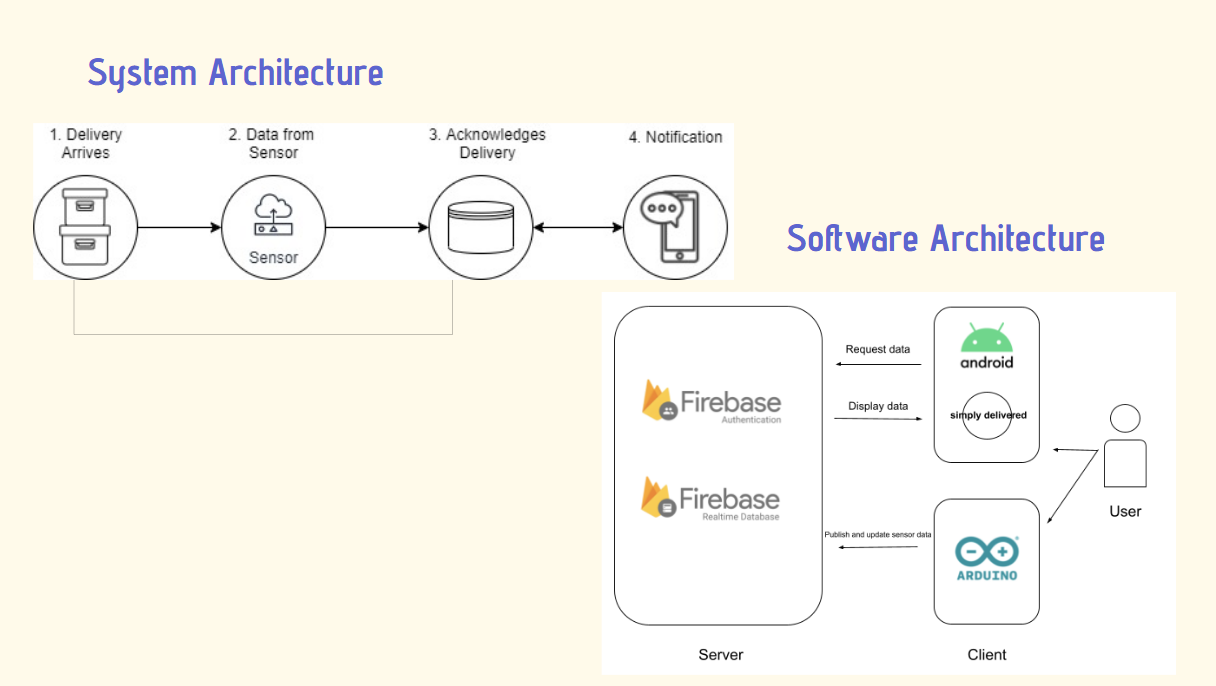 System Architecture
1. Delivery
Arrives
2. Data from
Sensor
3. Acknowledges
Delivery
4. Notification
Sensor
Software Architecture
Request data
Display data
Publish and update sensor data
Firebase
Authentication
Firebase
Realtime Database
android
simply delivered
ARDUINO
User
Server
Client